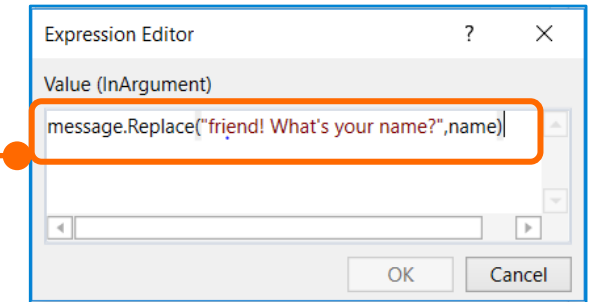 Expression Editor ? ×
Value (InArgument)
message.Replace("friend! What's your name?",name)
OK Cancel